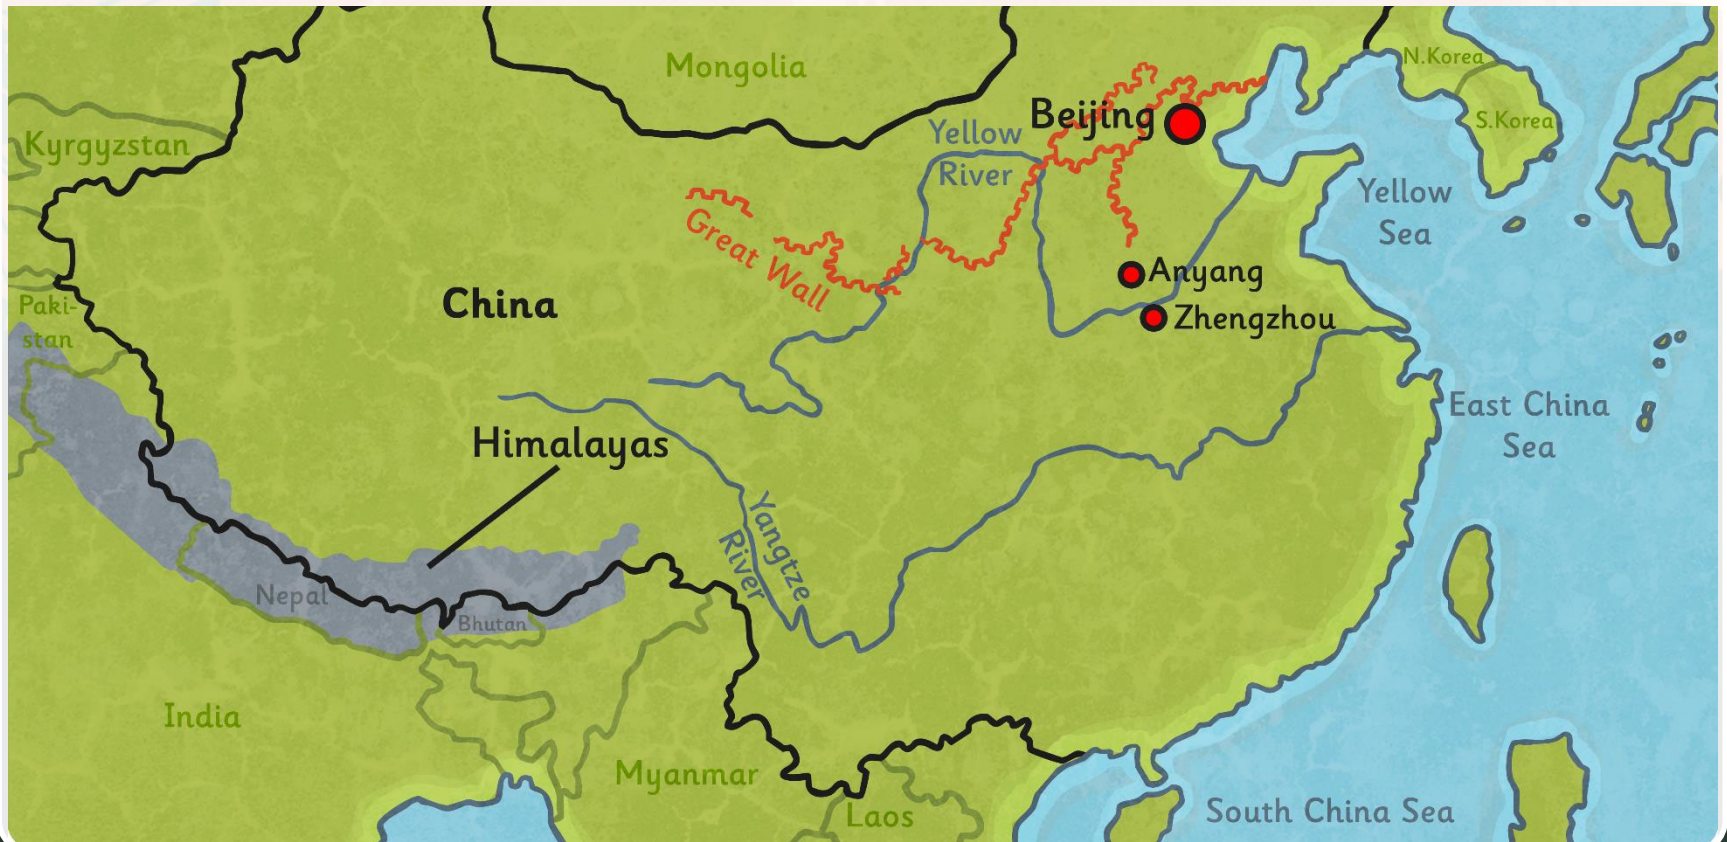 Mongolia
N.Korea
Beijing
S.Korea
Yellow
River
Kyrgyzstan
Yellow
Sea
Great Wall
Anyang
China
Paki-
stan
Zhengzhou
East China
Sea
Himalayas
Yangtze
River
Nepal
Bhutan
India
Myanmar
Laos
South China Sea